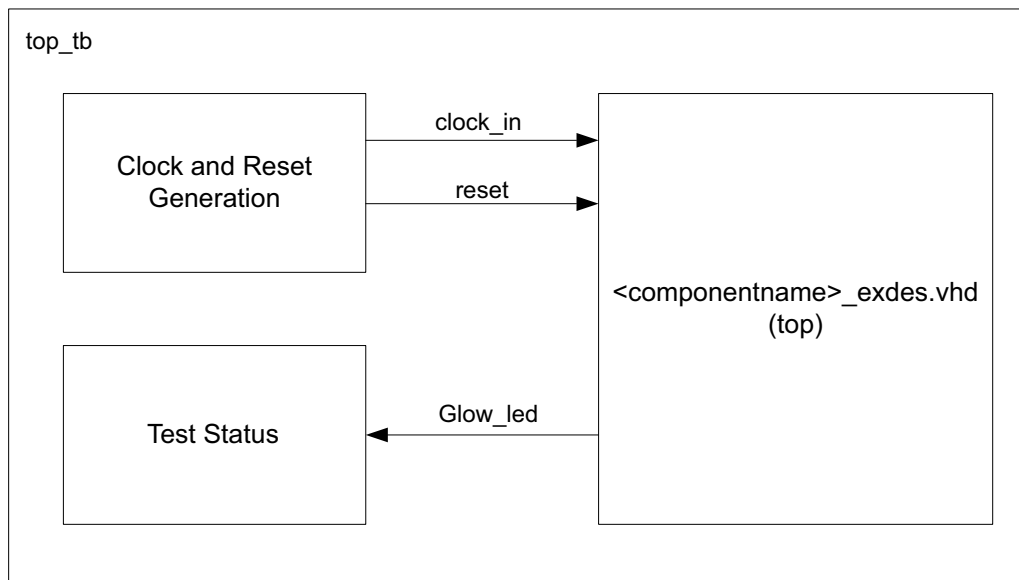 top_tb
Clock and Reset
Generation
clock_in
reset
<componentname>_exdes.vhd
(top)
Test Status
Glow_led